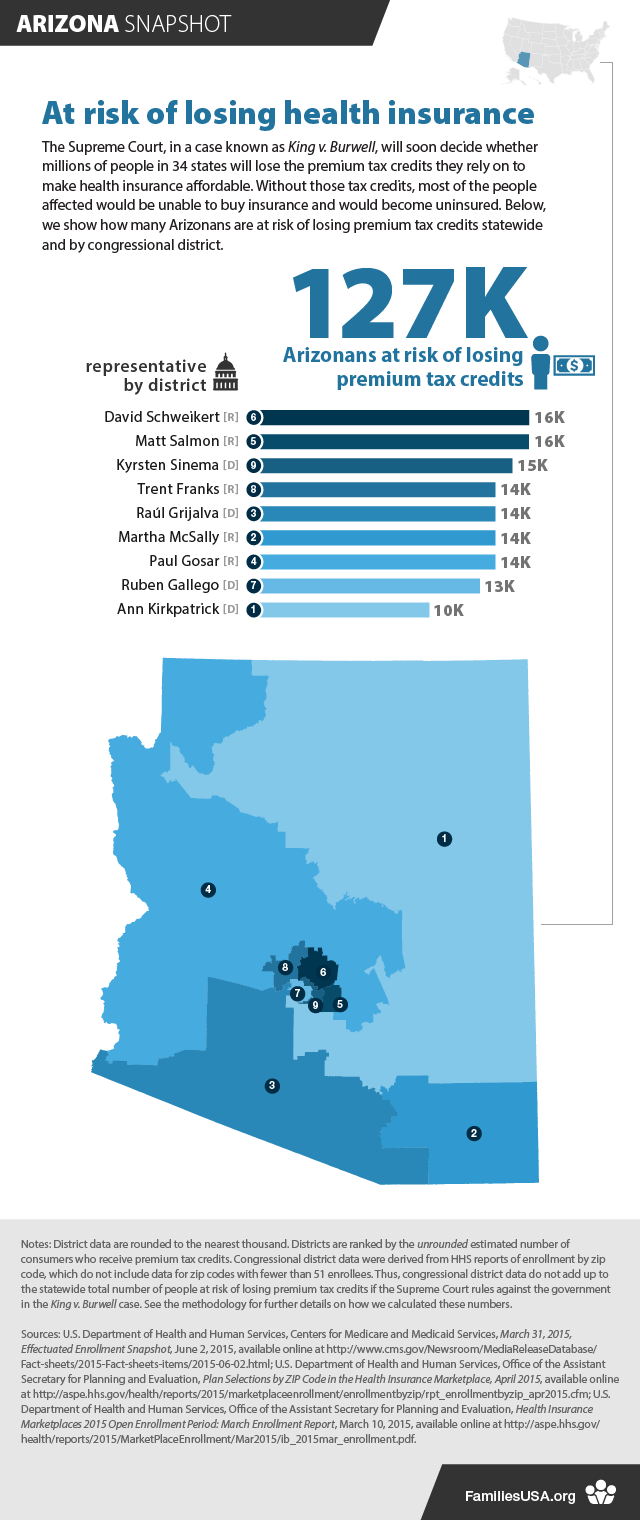 ARIZONA SNAPSHOT
At risk of losing health insurance
The Supreme Court, in a case known as King v. Burwell, will soon decide whether
millions of people in 34 states will lose the premium tax credits they rely on to
make health insurance affordable. Without those tax credits, most of the people
affected would be unable to buy insurance and would become uninsured. Below,
we show how many Arizonans are at risk of losing premium tax credits statewide
and by congressional district.
127K
Arizonans at risk of losing
premium tax credits
$
representative
by district
David Schweikert [R] 6 16K
Matt Salmon [R] 5 16K
Kyrsten Sinema [D] 9 15K
Trent Franks [R] 8 14K
Raúl Grijalva [D] 3 14K
Martha McSally [R] 2 14K
Paul Gosar [R] 4 14K
Ruben Gallego [D] 7 13K
Ann Kirkpatrick [D] 1 10K
1
4
8
6
7
9
5
3
2
Notes: District data are rounded to the nearest thousand. Districts are ranked by the unrounded estimated number of
consumers who receive premium tax credits. Congressional district data were derived from HHS reports of enrollment by zip
code, which do not include data for zip codes with fewer than 51 enrollees. Thus, congressional district data do not add up to
the statewide total number of people at risk of losing premium tax credits if the Supreme Court rules against the government
in the King v. Burwell case. See the methodology for further details on how we calculated these numbers.
Sources: U.S. Department of Health and Human Services, Centers for Medicare and Medicaid Services, March 31, 2015,
Effectuated Enrollment Snapshot, June 2, 2015, available online at http://www.cms.gov/Newsroom/MediaReleaseDatabase/
Fact-sheets/2015-Fact-sheets-items/2015-06-02.html; U.S. Department of Health and Human Services, Office of the Assistant
Secretary for Planning and Evaluation, Plan Selections by ZIP Code in the Health Insurance Marketplace, April 2015, available online
at http://aspe.hhs.gov/health/reports/2015/marketplaceenrollment/enrollmentbyzip/rpt_enrollmentbyzip_apr2015.cfm; U.S.
Department of Health and Human Services, Office of the Assistant Secretary for Planning and Evaluation, Health Insurance
Marketplaces 2015 Open Enrollment Period: March Enrollment Report, March 10, 2015, available online at http://aspe.hhs.gov/
health/reports/2015/MarketPlaceEnrollment/Mar2015/ib_2015mar_enrollment.pdf.
FamiliesUSA.org